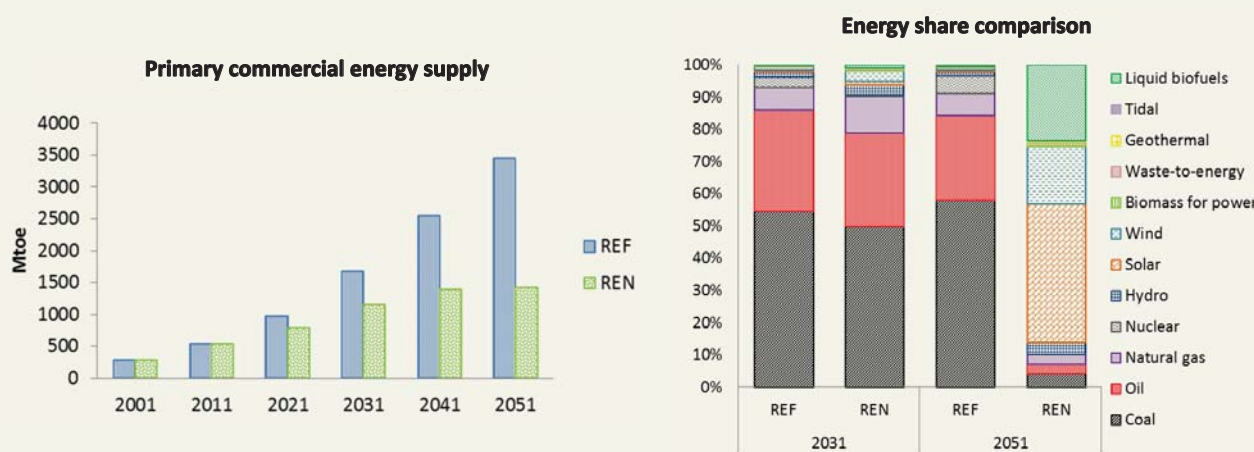 Primary commercial energy supply
4000
3500
3000
2500
2000
1500
1000
500
0
Mtoe
2001 2011 2021 2031 2041 2051
REF
REN
Energy share comparison
100%
90%
80%
70%
60%
50%
40%
30%
20%
10%
0%
REF REN REF REN
2031 2051
Liquid biofuels
Tidal
Geothermal
Waste-to-energy
Biomass for power
Wind
Solar
Hydro
Nuclear
Natural gas
Oil
Coal